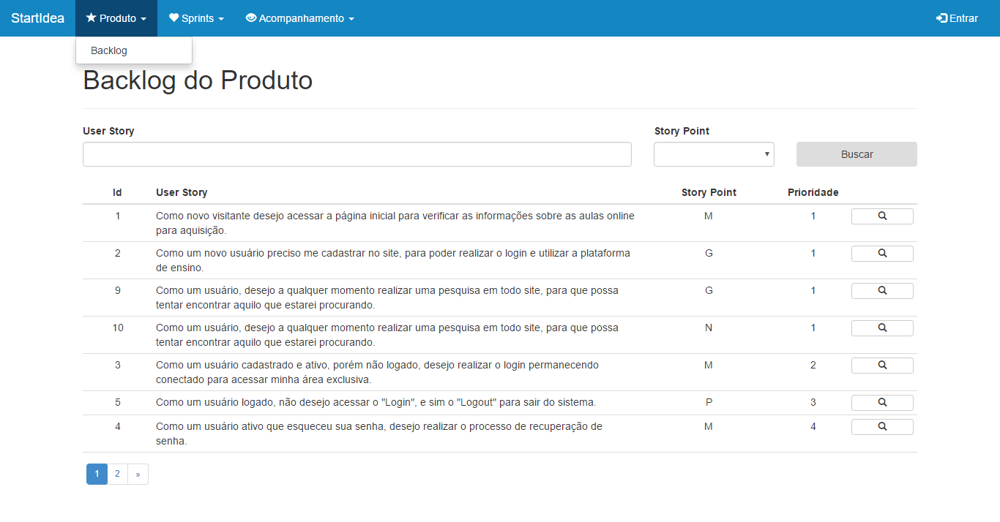 StartIdea Produto Sprints Acompanhamento Entrar
Backlog
Backlog do Produto
User Story Story Point
Buscar
Id User Story Story Point Prioridade
1 Como novo visitante desejo acessar a página inicial para verificar as informações sobre as aulas online M 1
para aquisição.
2 Como um novo usuário preciso me cadastrar no site, para poder realizar o login e utilizar a plataforma G 1
de ensino.
9 Como um usuário, desejo a qualquer momento realizar uma pesquisa em todo site, para que possa G 1
tentar encontrar aquilo que estarei procurando.
10 Como um usuário, desejo a qualquer momento realizar uma pesquisa em todo site, para que possa N 1
tentar encontrar aquilo que estarei procurando.
3 Como um usuário cadastrado e ativo, porém não logado, desejo realizar o login permanecendo M 2
conectado para acessar minha área exclusiva.
5 Como um usuário logado, não desejo acessar o "Login", e sim o "Logout" para sair do sistema. P 3
4 Como um usuário ativo que esqueceu sua senha, desejo realizar o processo de recuperação de M 4
senha.
1 2 »